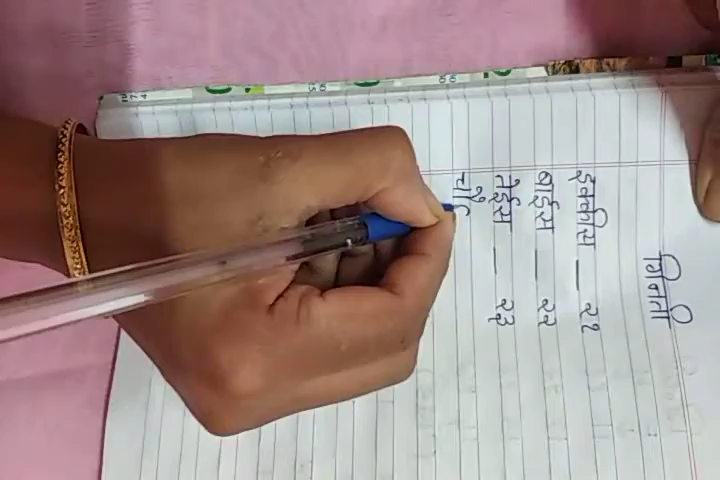 गिनती
इक्कीस — २१
बाईस — २२
तेईस — २३
चौ